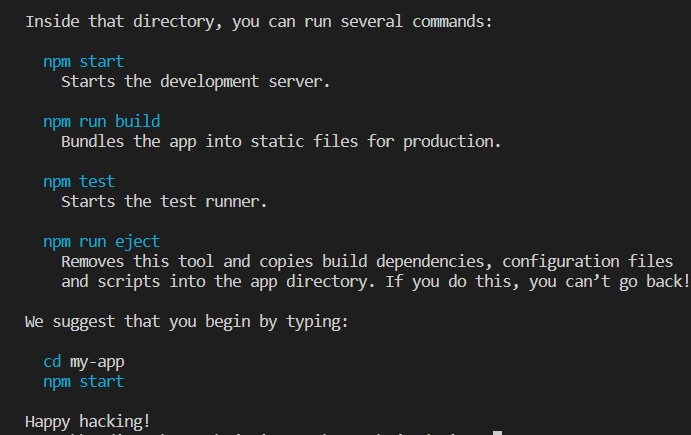 Inside that directory, you can run several commands:
npm start
Starts the development server.
npm run build
Bundles the app into static files for production.
npm test
Starts the test runner.
npm run eject
Removes this tool and copies build dependencies, configuration files
and scripts into the app directory. If you do this, you can’t go back!
We suggest that you begin by typing:
cd my-app
npm start
Happy hacking!